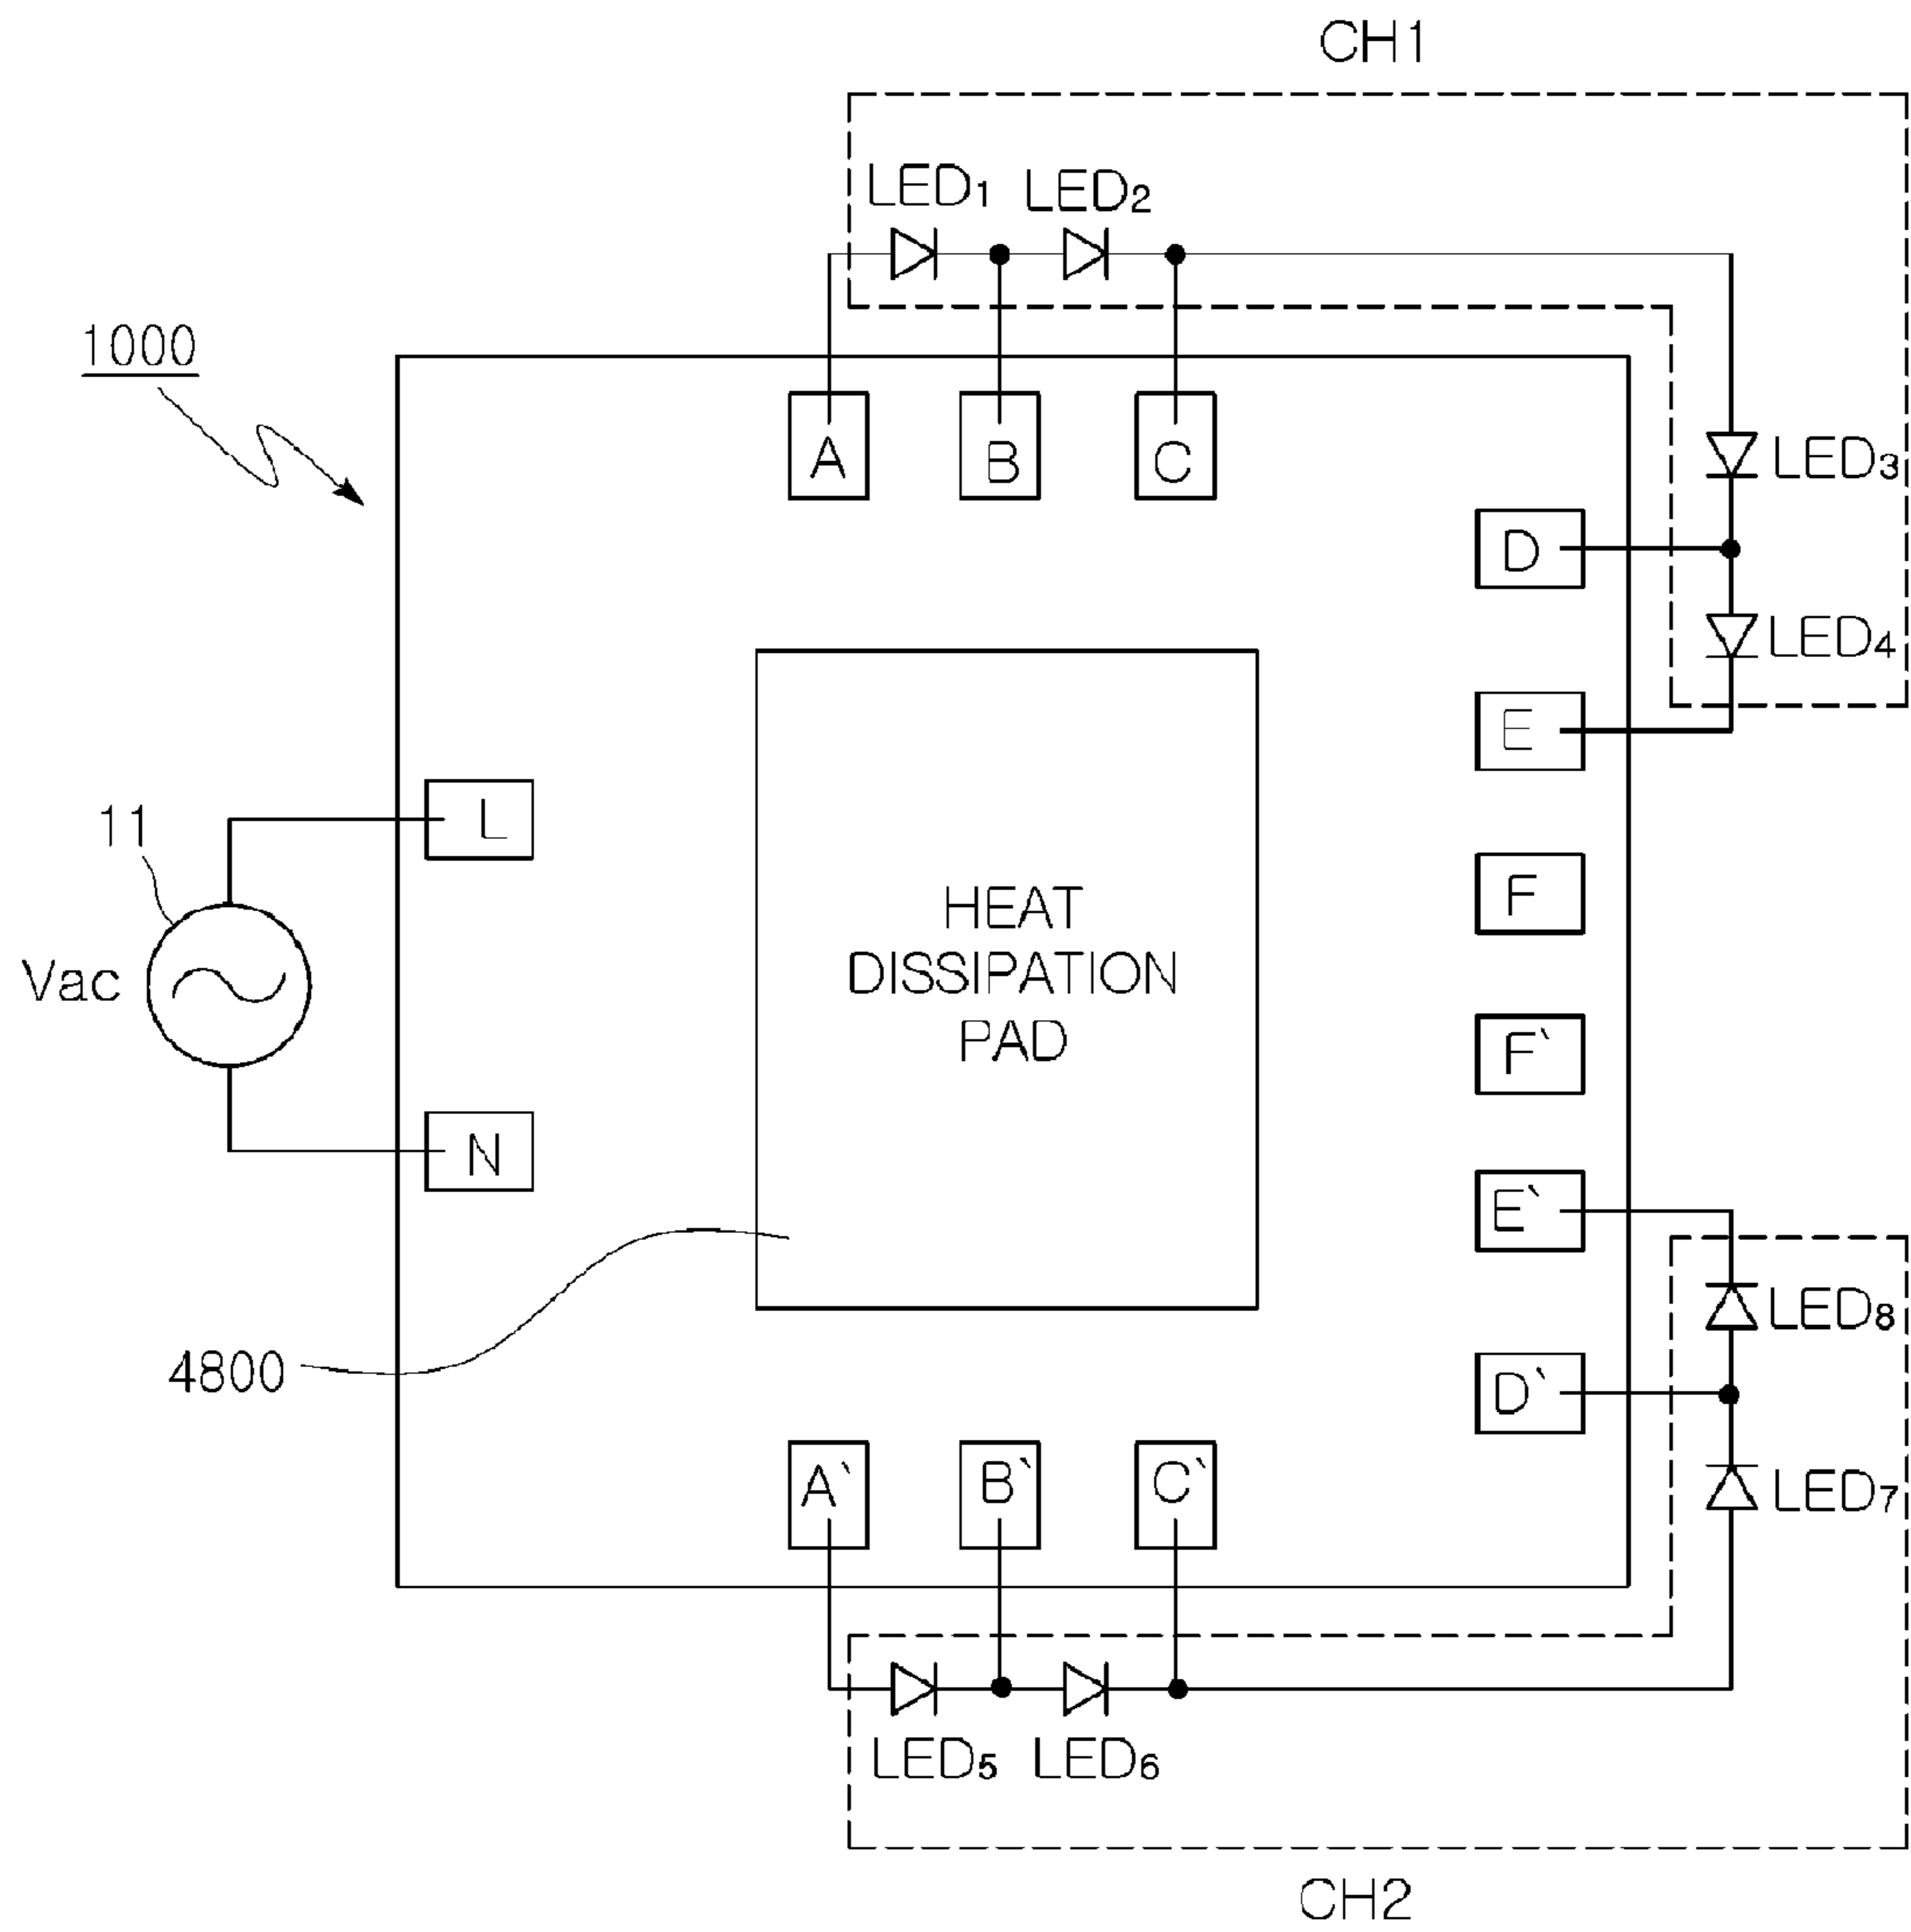 CH1
LED1 LED2
1000
A B C
LED3
D
LED4
E
L
11
HEAT
DISSIPATION
PAD
F
Vac
F`
N
E`
LED8
4800
D`
A` B` C`
LED7
LED5 LED6
CH2